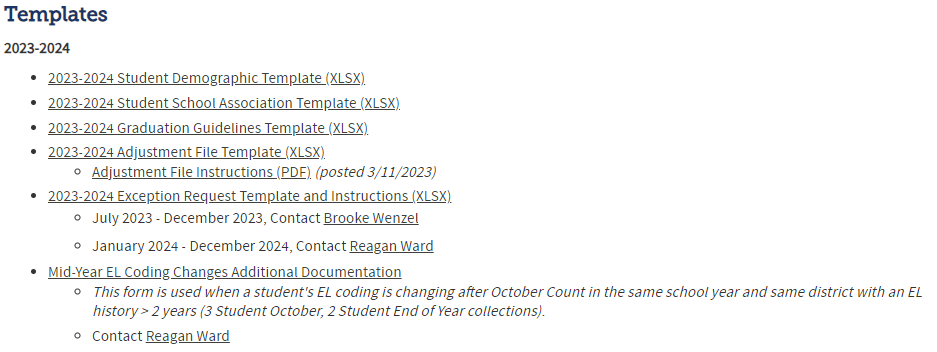 Templates
2023-2024
2023-2024 Student Demographic Template (XLSX)
2023-2024 Student School Association Template (XLSX)
2023-2024 Graduation Guidelines Template (XLSX)
2023-2024 Adjustment File Template (XLSX)
Adjustment File Instructions (PDF) (posted 3/11/2023)
2023-2024 Exception Request Template and Instructions (XLSX)
July 2023 - December 2023, Contact Brooke Wenzel
January 2024 - December 2024, Contact Reagan Ward
Mid-Year EL Coding Changes Additional Documentation
This form is used when a student's EL coding is changing after October Count in the same school year and same district with an EL
history > 2 years (3 Student October, 2 Student End of Year collections).
Contact Reagan Ward